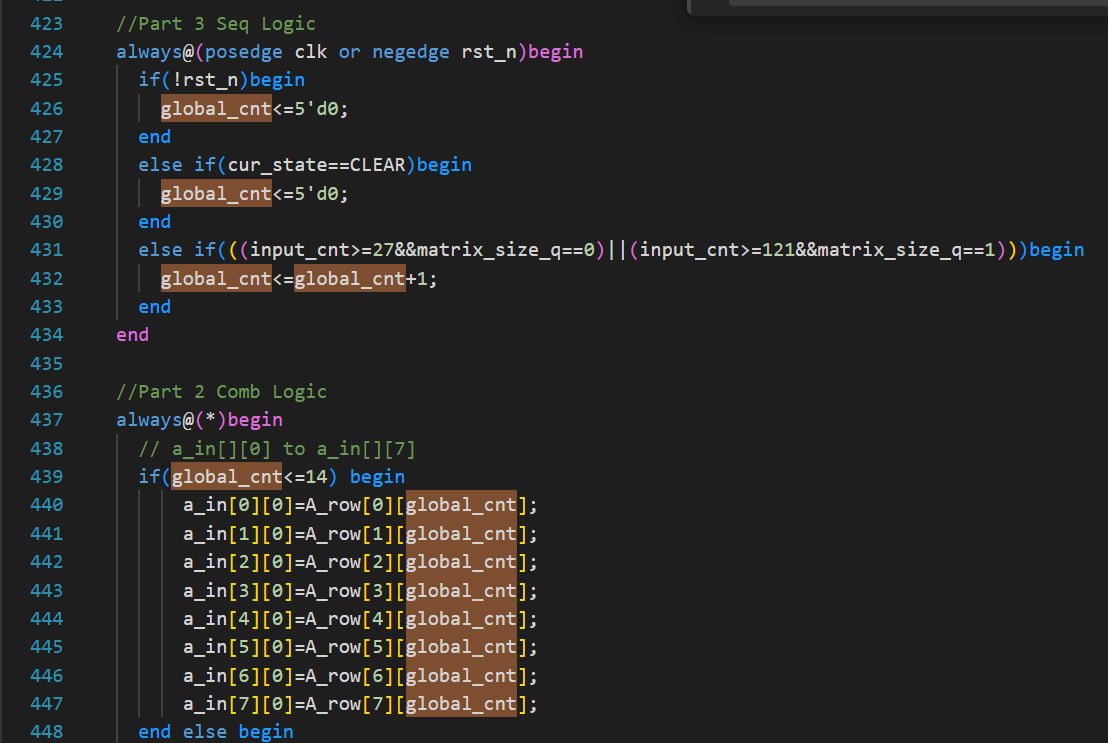 423 //Part 3 Seq Logic
424 always@(posedge clk or negedge rst_n)begin
425 if(!rst_n)begin
426 global_cnt<=5'd0;
427 end
428 else if(cur_state==CLEAR)begin
429 global_cnt<=5'd0;
430 end
431 else if(((input_cnt>=27&&matrix_size_q==0)||(input_cnt>=121&&matrix_size_q==1)))begin
432 global_cnt<=global_cnt+1;
433 end
434 end
435
436 //Part 2 Comb Logic
437 always@(*)begin
438 // a_in[][0] to a_in[][7]
439 if(global_cnt<=14) begin
440 a_in[0][0]=A_row[0][global_cnt];
441 a_in[1][0]=A_row[1][global_cnt];
442 a_in[2][0]=A_row[2][global_cnt];
443 a_in[3][0]=A_row[3][global_cnt];
444 a_in[4][0]=A_row[4][global_cnt];
445 a_in[5][0]=A_row[5][global_cnt];
446 a_in[6][0]=A_row[6][global_cnt];
447 a_in[7][0]=A_row[7][global_cnt];
448 end else begin